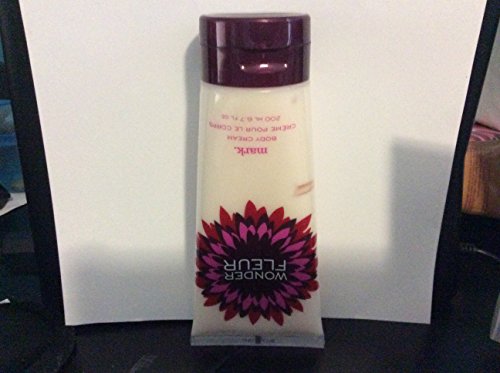 WONDER
FLEUR
mark.
BODY CREAM
CRÈME POUR LE CORPS
200 ML 6.7 FL OZ